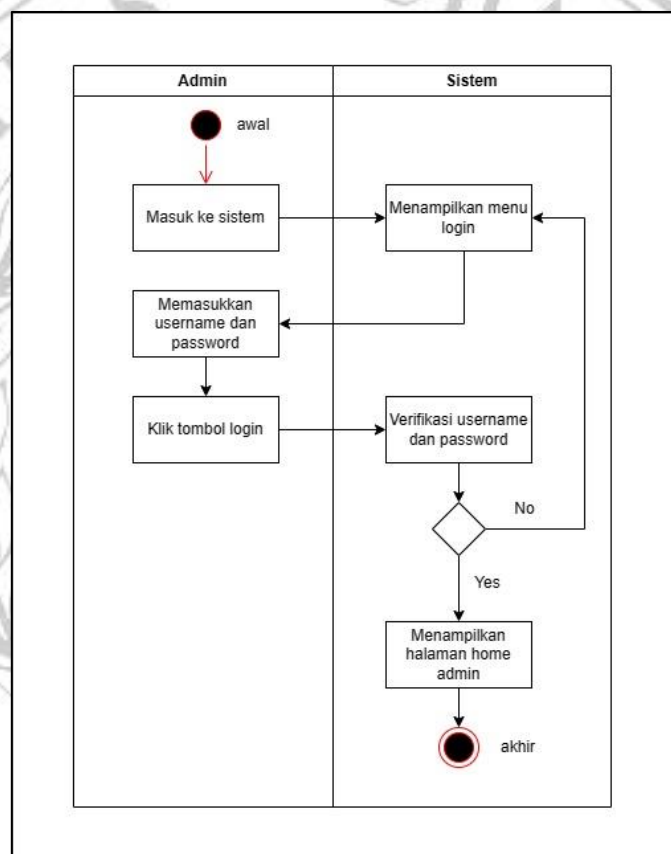 Admin
Sistem
awal
Masuk ke sistem
Menampilkan menu
login
Memasukkan
username dan
password
Klik tombol login
Verifikasi username
dan password
No
Yes
Menampilkan
halaman home
admin
akhir